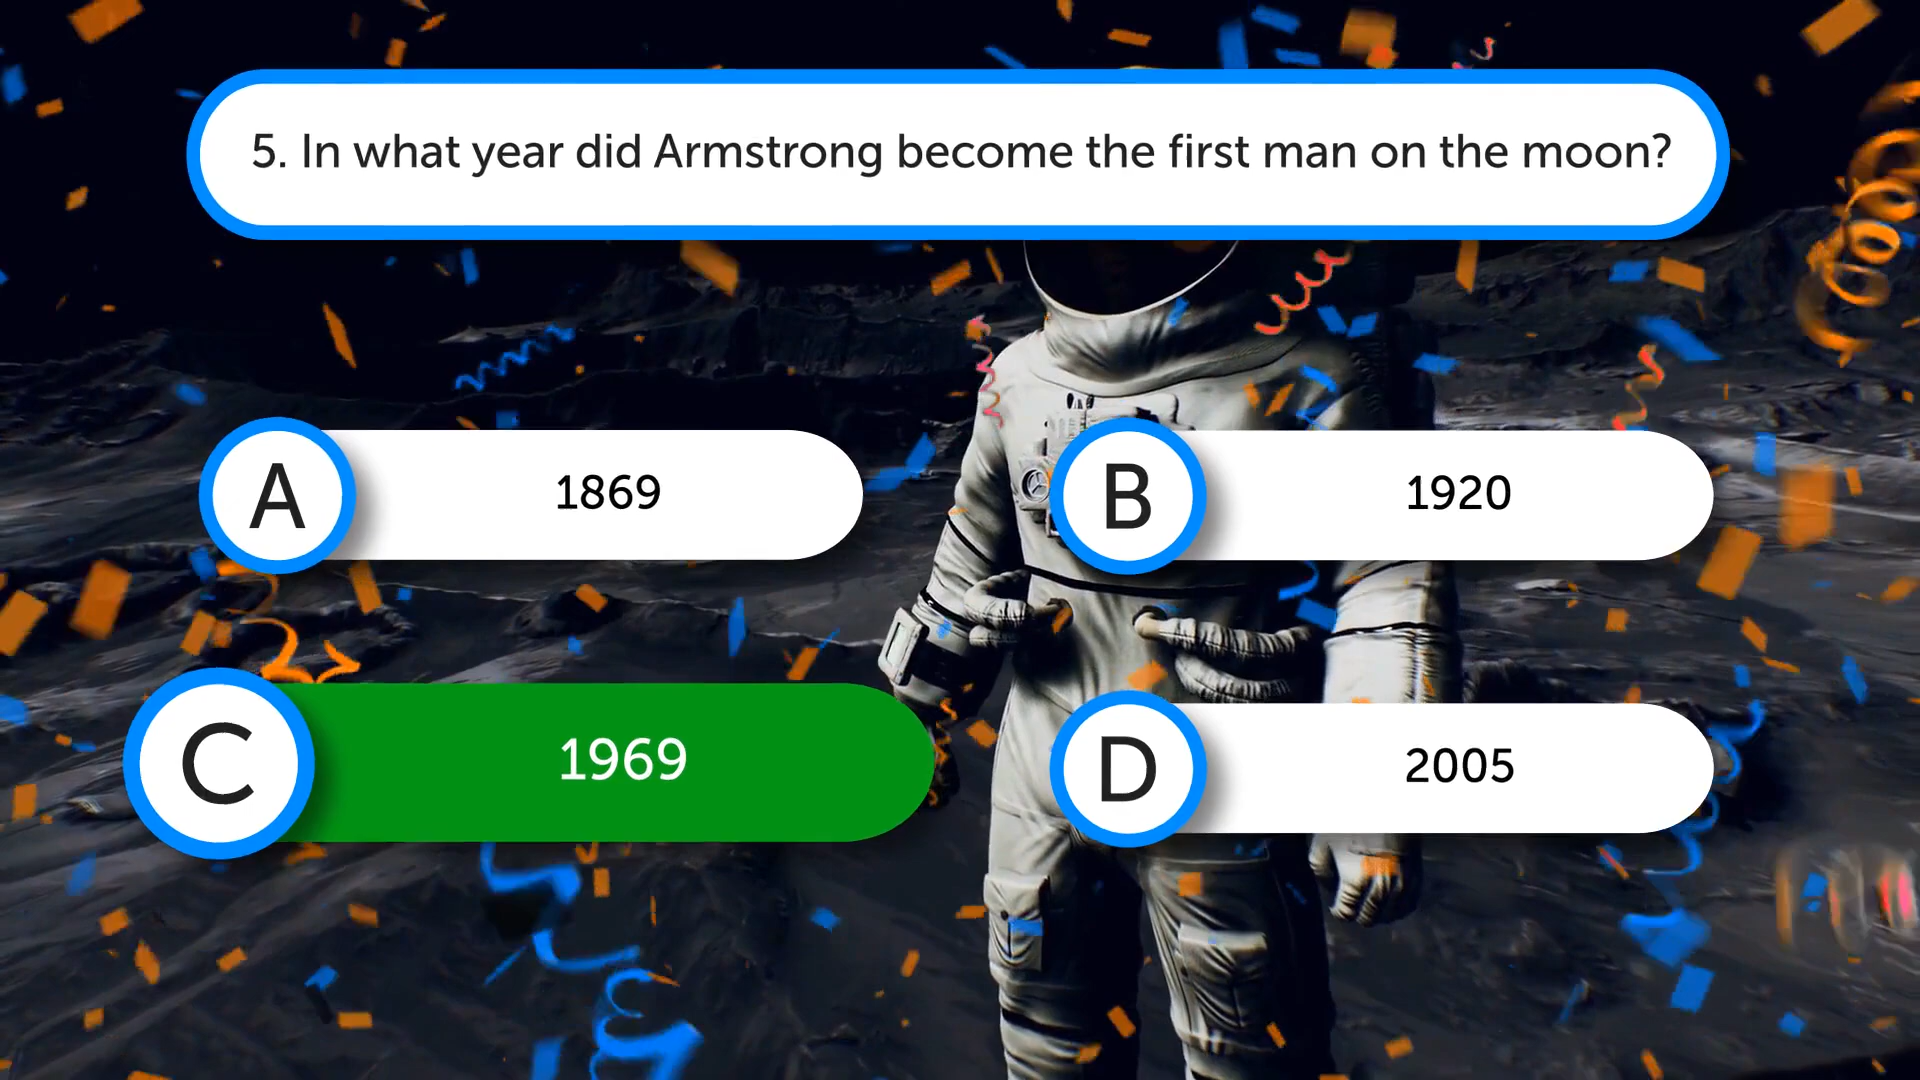 5. In what year did Armstrong become the first man on the moon?
A 1869
B 1920
C 1969
D 2005